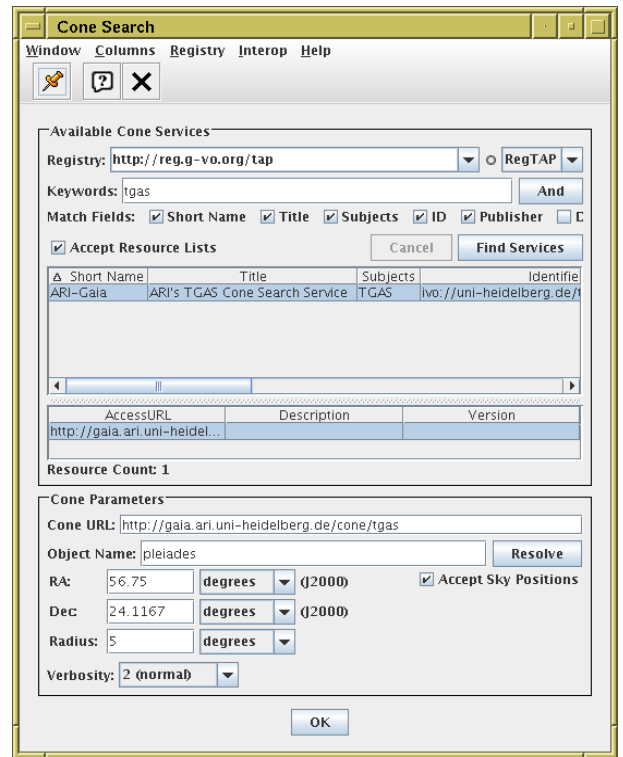 Cone Search
Window Columns Registry Interop Help
Available Cone Services
Registry: http://reg.g-vo.org/tap RegTAP
Keywords: tgas And
Match Fields: Short Name Title Subjects ID Publisher
Accept Resource Lists Cancel Find Services
Short Name Title Subjects Identifie
ARI-Gaia ARI's TGAS Cone Search Service TGAS ivo://uni-heidelberg.de/t
AccessURL Description Version
http://gaia.ari.uni-heidel...
Resource Count: 1
Cone Parameters
Cone URL: http://gaia.ari.uni-heidelberg.de/cone/tgas
Object Name: pleiades Resolve
RA: 56.75 degrees (J2000) Accept Sky Positions
Dec: 24.1167 degrees (J2000)
Radius: 5 degrees
Verbosity: 2 (normal)
OK